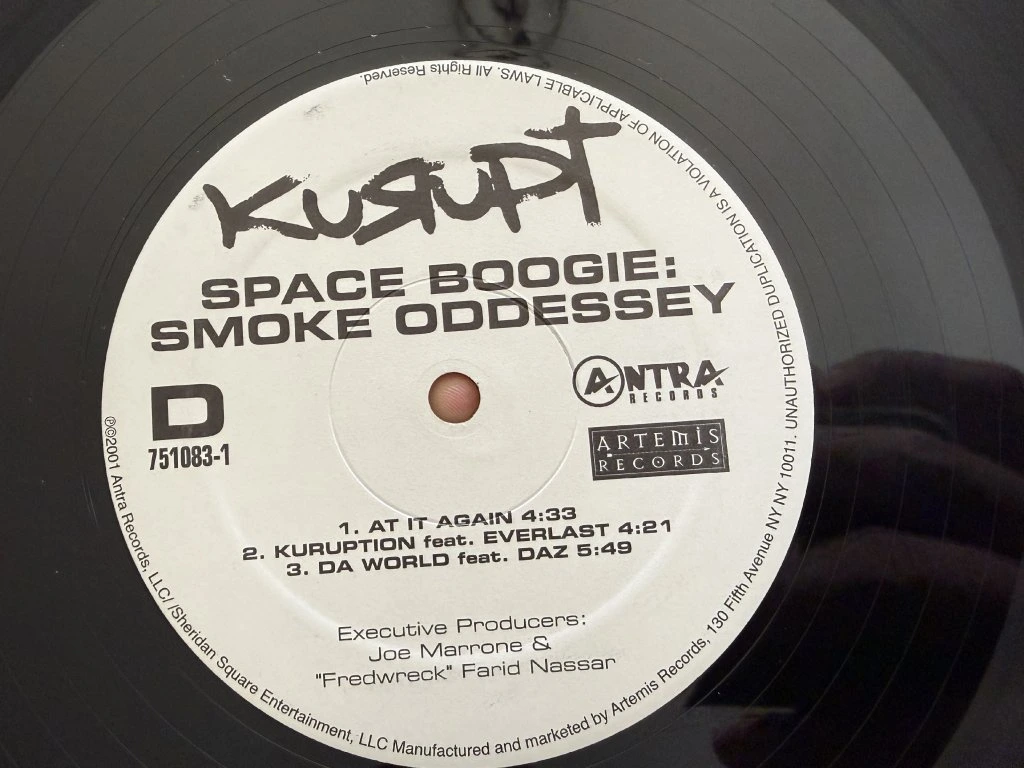 KURUPT
SPACE BOOGIE:
SMOKE ODDESSEY
D
751083-1
ANTRA
RECORDS
ARTEMIS
RECORDS
1. AT IT AGAIN 4:33
2. KURUPTION feat. EVERLAST 4:21
3. DA WORLD feat. DAZ 5:49
Executive Producers:
Joe Marrone &
"Fredwreck" Farid Nassar
℗©2001 Antra Records, LLC/ /Sheridan Square Entertainment, LLC Manufactured and marketed by Artemis Records, 130 Fifth Avenue NY NY 10011. UNAUTHORIZED DUPLICATION IS A VIOLATION OF APPLICABLE LAWS. All Rights Reserved.